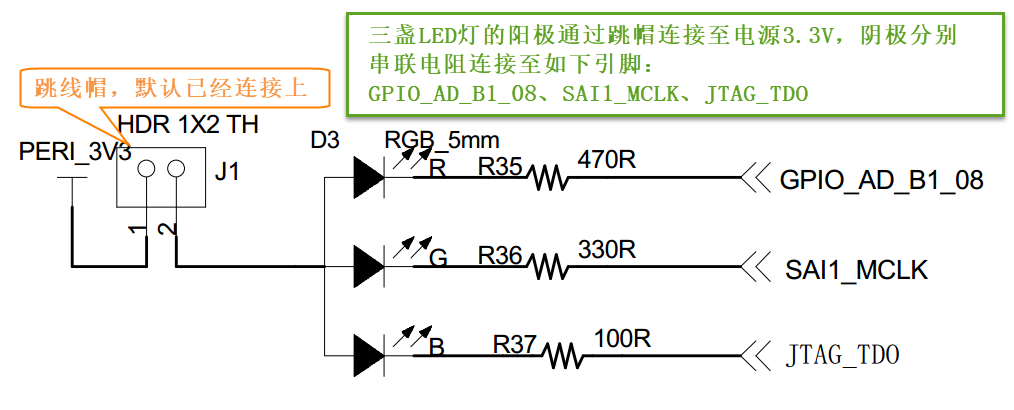 三盏LED灯的阳极通过跳帽连接至电源3.3V，阴极分别
串联电阻连接至如下引脚：
GPIO_AD_B1_08、SAI1_MCLK、JTAG_TDO
跳线帽，默认已经连接上
HDR 1X2 TH
PERI_3V3
J1
1
2
D3
RGB_5mm
R
R35
470R
GPIO_AD_B1_08
G
R36
330R
SAI1_MCLK
B
R37
100R
JTAG_TDO